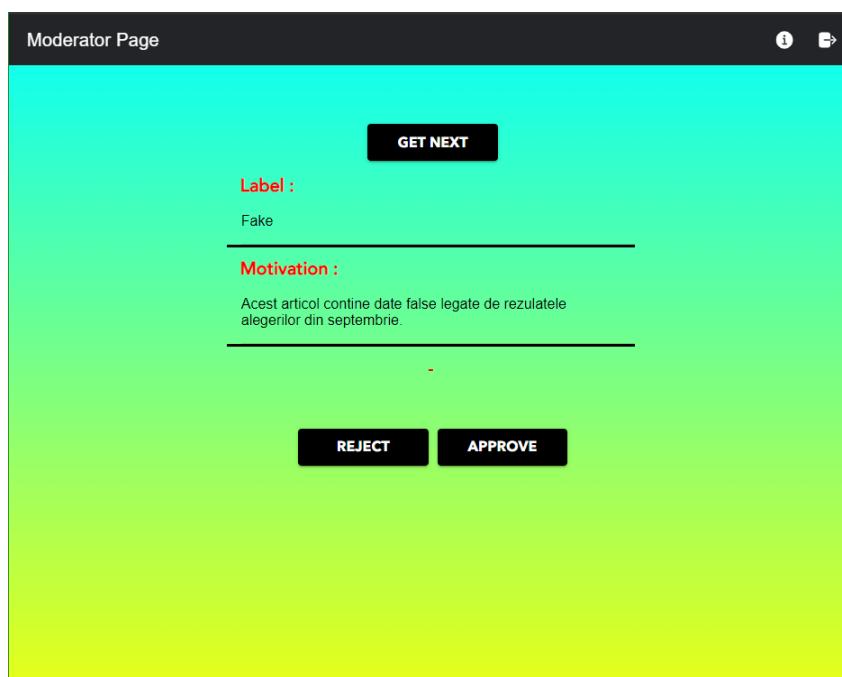 Moderator Page
GET NEXT
Label :
Fake
Motivation :
Acest articol contine date false legate de rezulatele
alegerilor din septembrie.
-
REJECT APPROVE